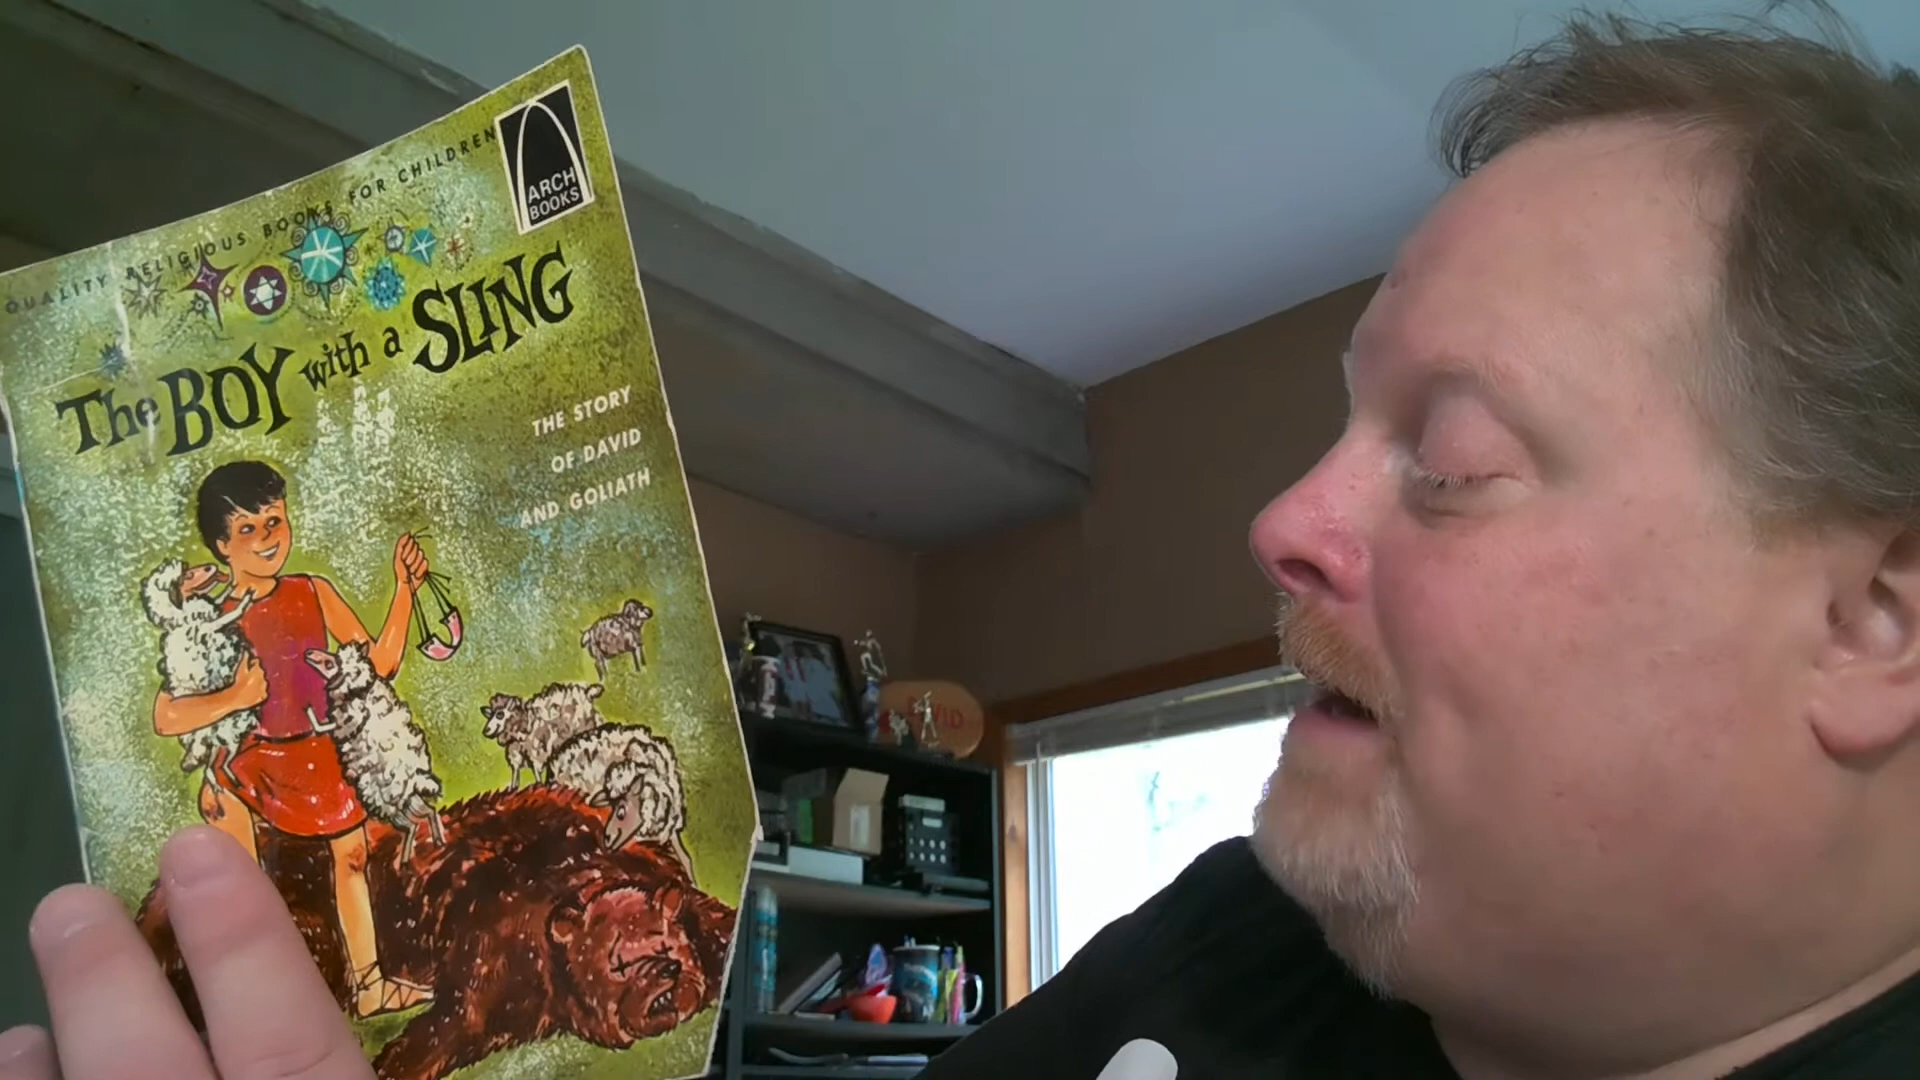 QUALITY RELIGIOUS BOOKS FOR CHILDREN
ARCH
BOOKS
The BOY with a SLING
THE STORY
OF DAVID
AND GOLIATH